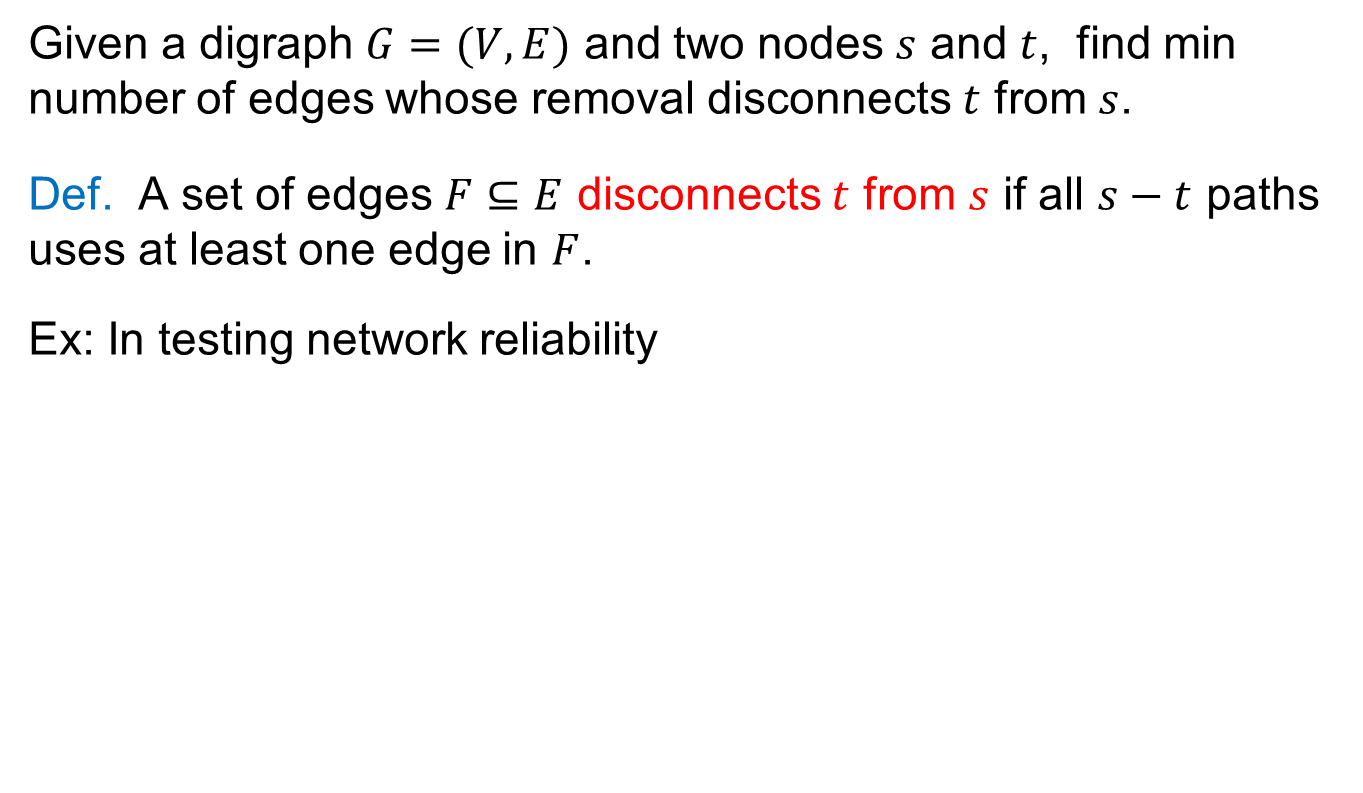 Given a digraph G = (V, E) and two nodes s and t, find min
number of edges whose removal disconnects t from s.
Def. A set of edges F ⊆ E disconnects t from s if all s − t paths
uses at least one edge in F.
Ex: In testing network reliability